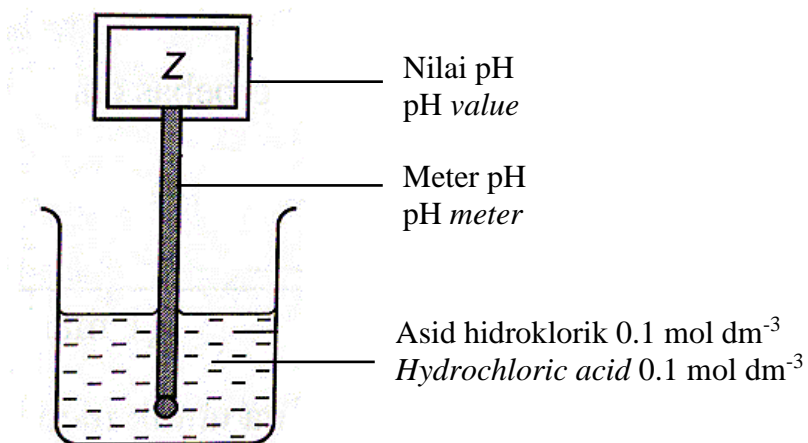 Z
Nilai pH
pH value
Meter pH
pH meter
Asid hidroklorik 0.1 mol dm⁻³
Hydrochloric acid 0.1 mol dm⁻³